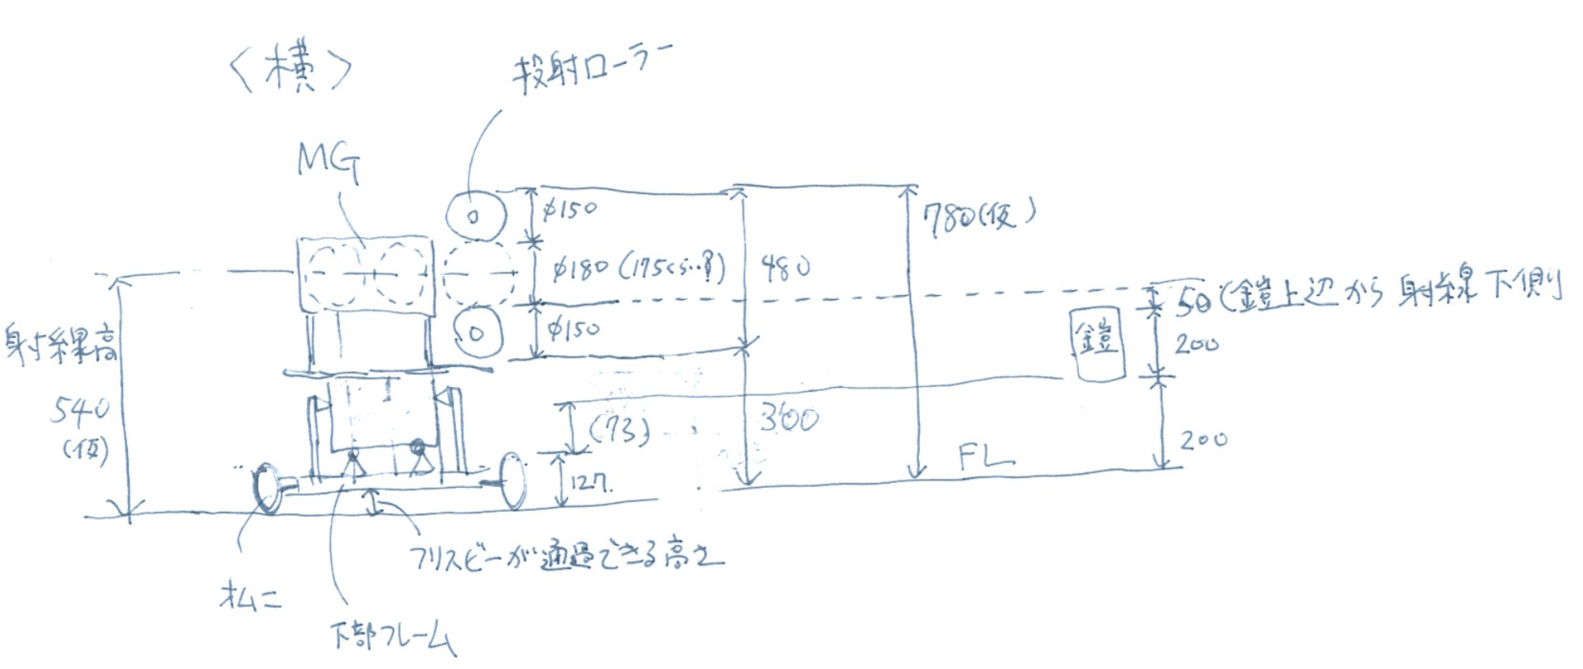 〈横〉
投射ローラー
MG
φ150
φ180 (175くらい?)
φ150
480
780(仮)
50(鎧上辺から射線下側
鎧
200
射線高
540
(仮)
(73)
300
127
FL
200
フリスビーが通過できる高さ
オムニ
下部フレーム